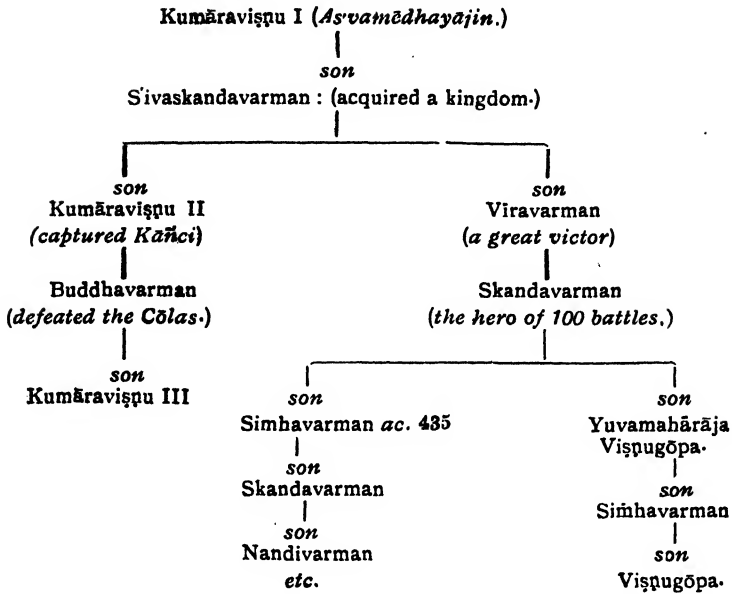 Kumāraviṣṇu I (As'vamēdhayājin.)
son
S'ivaskandavarman : (acquired a kingdom.)
son son
Kumāraviṣṇu II Viravarman
(captured Kāñci) (a great victor)
Buddhavarman Skandavarman
(defeated the Cōlas.) (the hero of 100 battles.)
son
Kumāraviṣṇu III
son son
Simhavarman ac. 435 Yuvamahārāja
Viṣṇugōpa.
son son
Skandavarman Siṁhavarman
son son
Nandivarman Viṣṇugōpa.
etc.